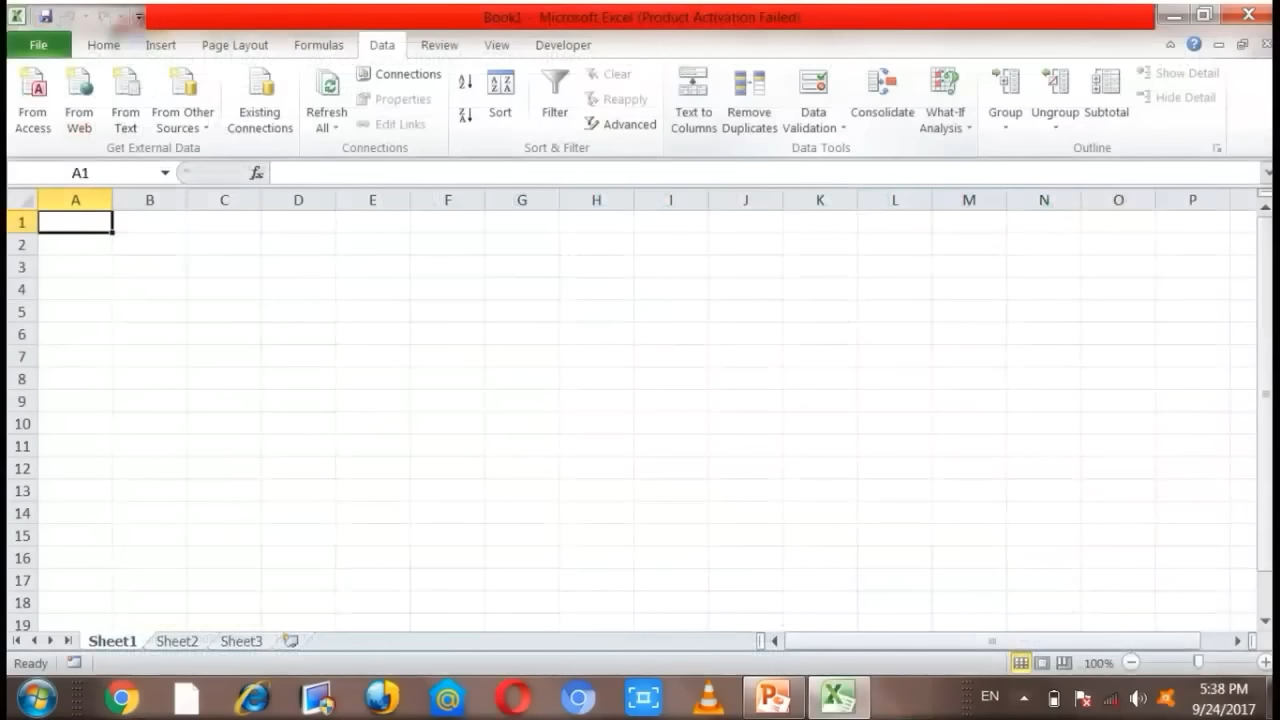 Book1 - Microsoft Excel (Product Activation Failed)
File Home Insert Page Layout Formulas Data Review View Developer
From Access
From Web
From Text
From Other Sources
Existing Connections
Get External Data
Refresh All
Connections
Properties
Edit Links
Connections
Sort
Filter
Clear
Reapply
Advanced
Sort & Filter
Text to Columns
Remove Duplicates
Data Validation
Consolidate
What-If Analysis
Data Tools
Group
Ungroup
Subtotal
Show Detail
Hide Detail
Outline
A1 fx
A B C D E F G H I J K L M N O P
1
2
3
4
5
6
7
8
9
10
11
12
13
14
15
16
17
18
19
Sheet1 Sheet2 Sheet3
Ready 100%
EN 5:38 PM
9/24/2017